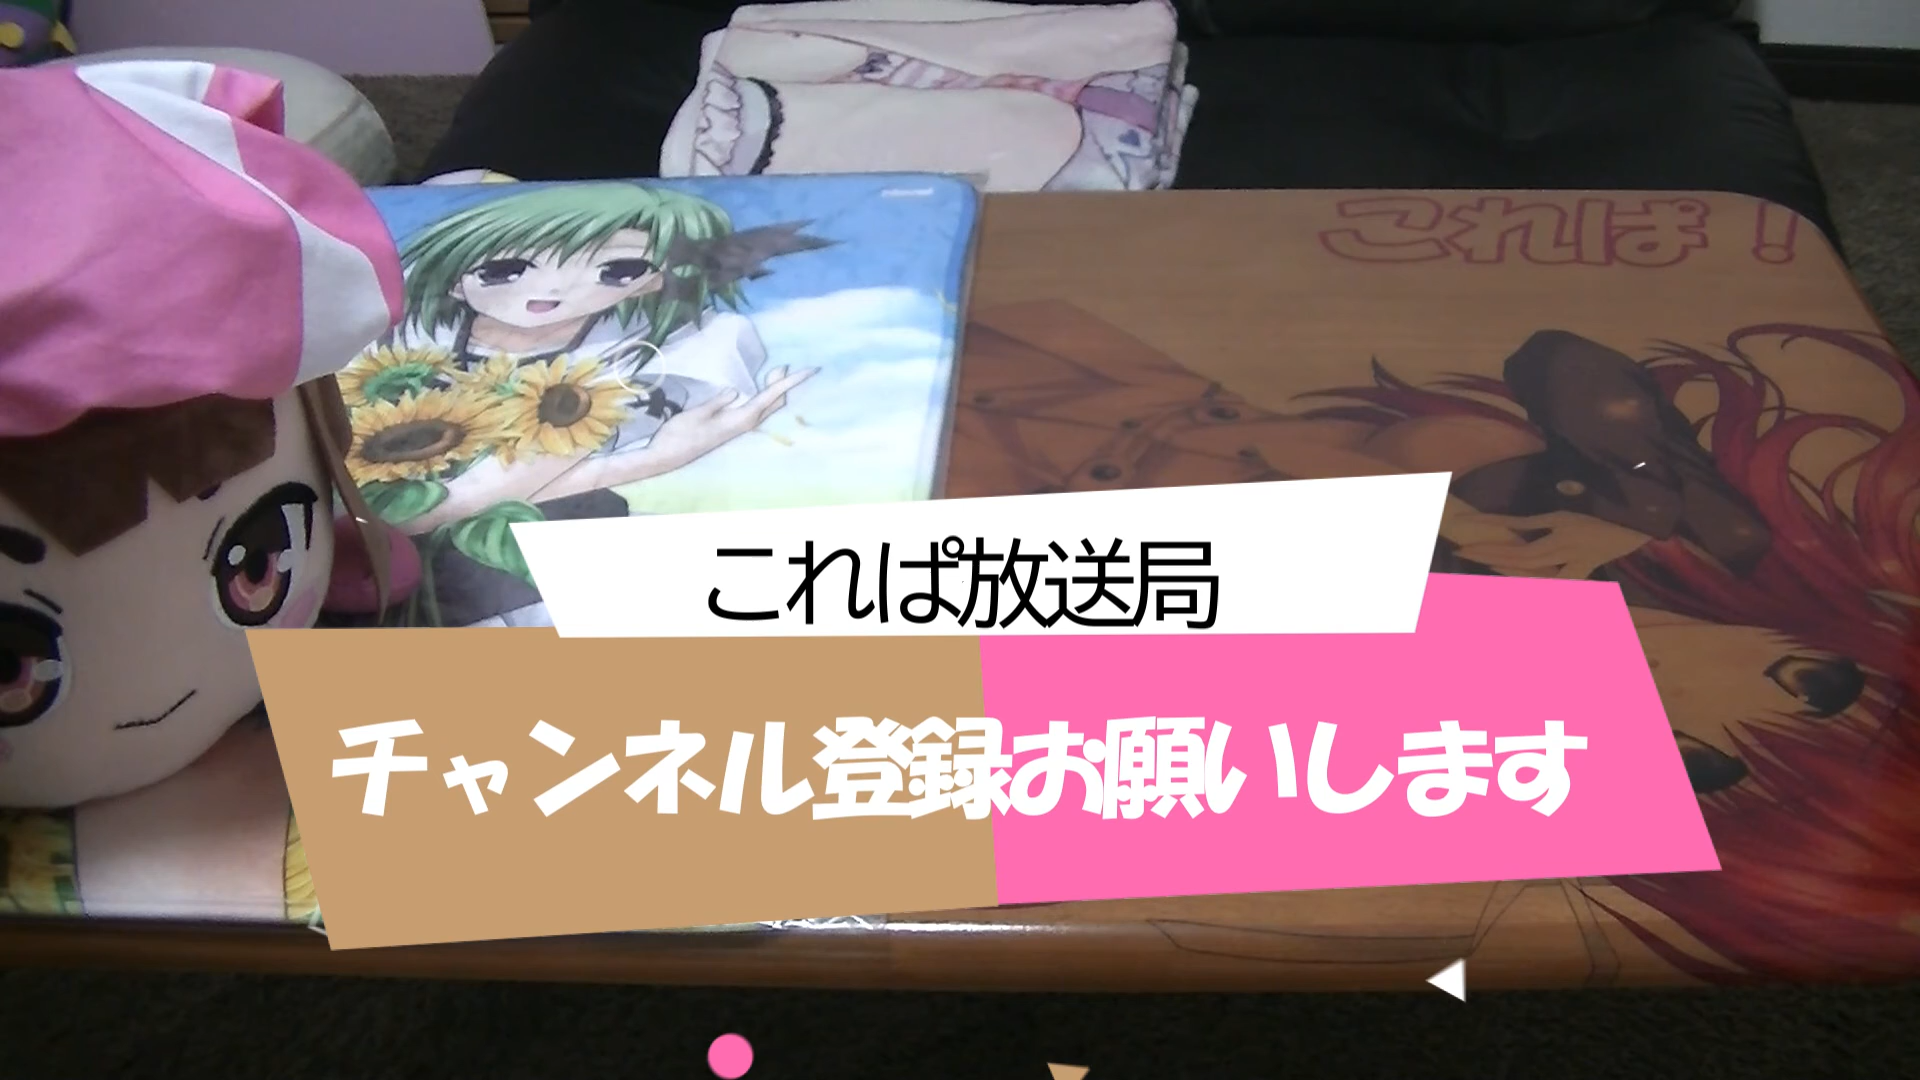 これぱ！
これぱ放送局
チャンネル登録お願いします